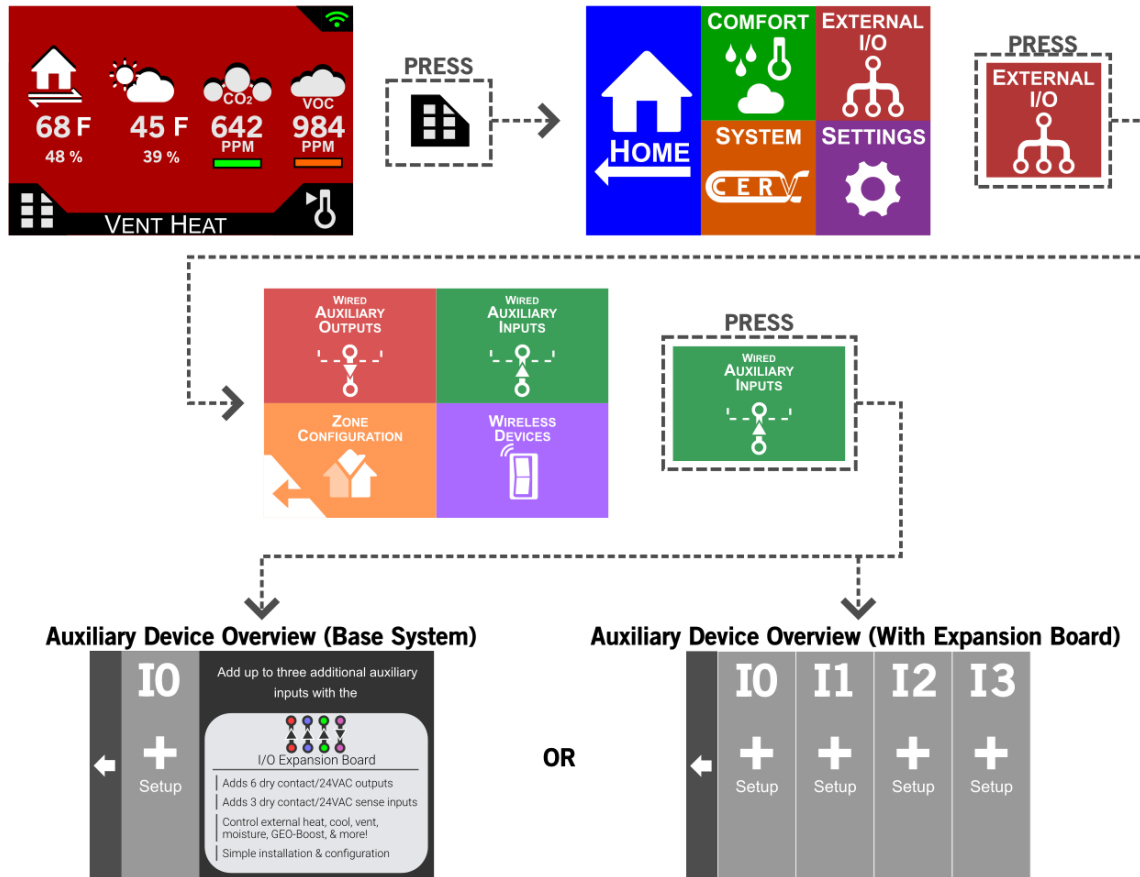 68 F
48 %
45 F
39 %
CO2
642
PPM
VOC
984
PPM
VENT HEAT
PRESS
HOME
COMFORT
EXTERNAL
I/O
SYSTEM
CERV
SETTINGS
PRESS
EXTERNAL
I/O
WIRED
AUXILIARY
OUTPUTS
WIRED
AUXILIARY
INPUTS
ZONE
CONFIGURATION
WIRELESS
DEVICES
PRESS
WIRED
AUXILIARY
INPUTS
Auxiliary Device Overview (Base System)
I0
Setup
Add up to three additional auxiliary
inputs with the
I/O Expansion Board
Adds 6 dry contact/24VAC outputs
Adds 3 dry contact/24VAC sense inputs
Control external heat, cool, vent,
moisture, GEO-Boost, & more!
Simple installation & configuration
OR
Auxiliary Device Overview (With Expansion Board)
I0
Setup
I1
Setup
I2
Setup
I3
Setup